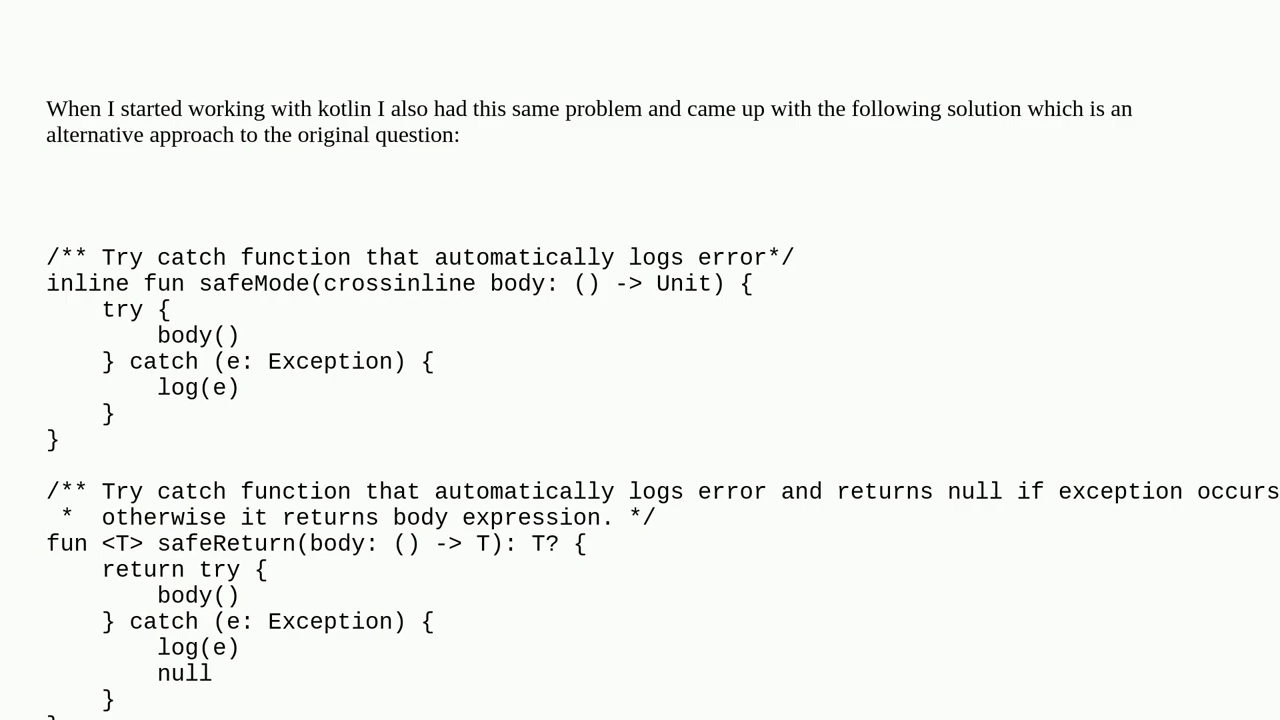 When I started working with kotlin I also had this same problem and came up with the following solution which is an
alternative approach to the original question:
/** Try catch function that automatically logs error*/
inline fun safeMode(crossinline body: () -> Unit) {
    try {
        body()
    } catch (e: Exception) {
        log(e)
    }
}
/** Try catch function that automatically logs error and returns null if exception occurs
 *  otherwise it returns body expression. */
fun <T> safeReturn(body: () -> T): T? {
    return try {
        body()
    } catch (e: Exception) {
        log(e)
        null
    }
}